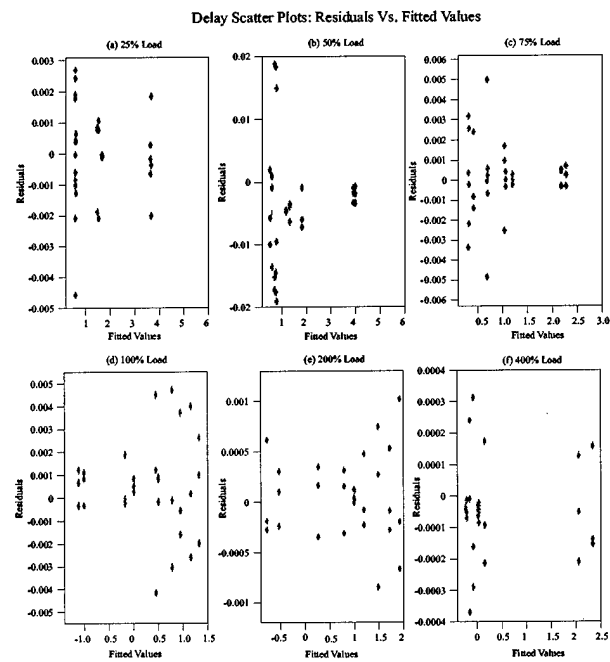 Delay Scatter Plots: Residuals Vs. Fitted Values
(a) 25% Load
(b) 50% Load
(c) 75% Load
0.003
0.002
0.001
0
-0.001
-0.002
-0.003
-0.004
-0.005
Residuals
1 2 3 4 5 6
Fitted Values
0.02
0.01
0
-0.01
-0.02
Residuals
1 2 3 4 5 6
Fitted Values
0.006
0.005
0.004
0.003
0.002
0.001
0
-0.001
-0.002
-0.003
-0.004
-0.005
-0.006
Residuals
0.5 1.0 1.5 2.0 2.5 3.0
Fitted Values
(d) 100% Load
(e) 200% Load
(f) 400% Load
0.005
0.004
0.003
0.002
0.001
0
-0.001
-0.002
-0.003
-0.004
-0.005
Residuals
-1.0 -0.5 0.0 0.5 1.0 1.5
Fitted Values
0.001
0.0005
0
-0.0005
-0.001
Residuals
-0.5 0 0.5 1.0 1.5 2.0
Fitted Values
0.0004
0.0003
0.0002
0.0001
0
-0.0001
-0.0002
-0.0003
-0.0004
Residuals
0 0.5 1.0 1.5 2.0 2.5
Fitted Values